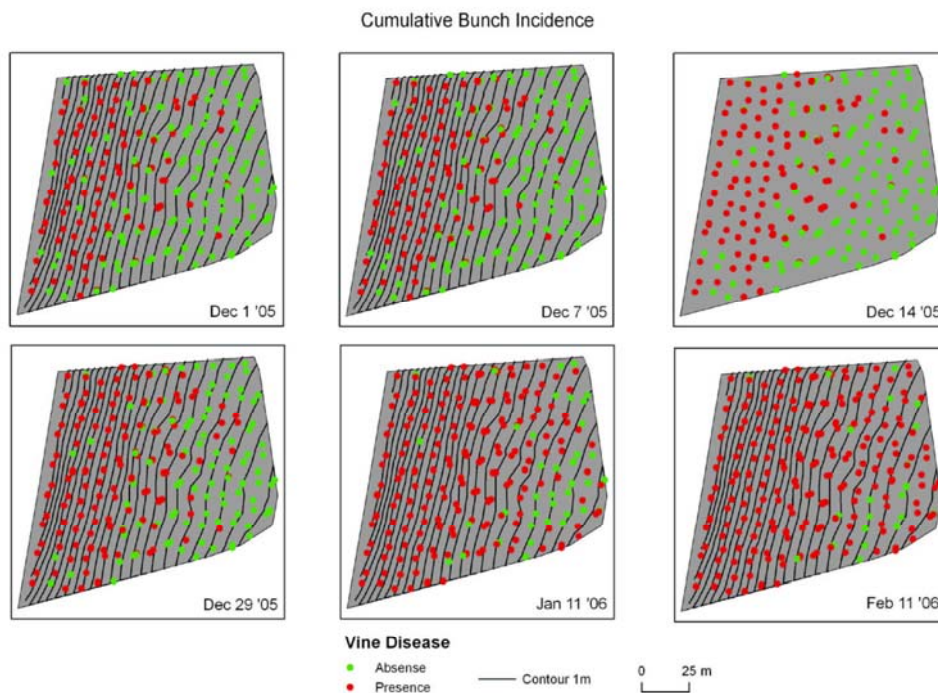 Cumulative Bunch Incidence
Dec 1 '05
Dec 7 '05
Dec 14 '05
Dec 29 '05
Jan 11 '06
Feb 11 '06
Vine Disease
Absense
Presence
Contour 1m
0 25 m